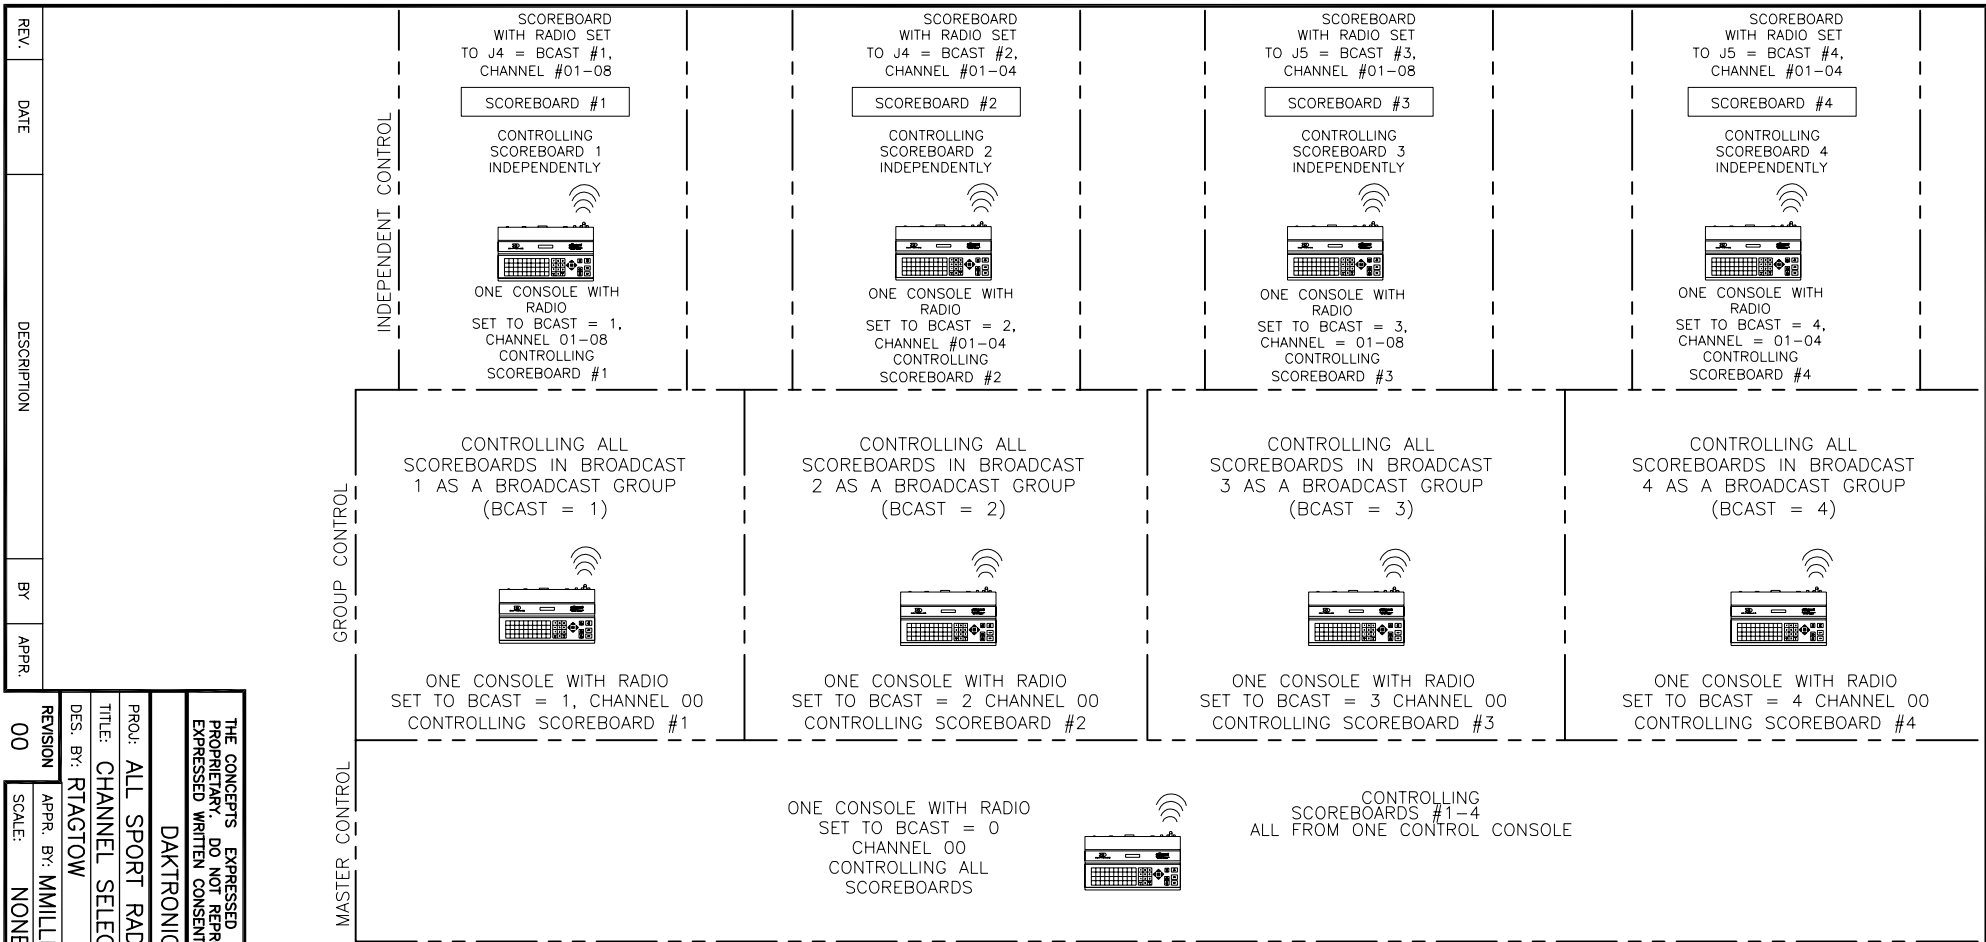 SCOREBOARD
WITH RADIO SET
TO J4 = BCAST #1,
CHANNEL #01-08
SCOREBOARD #1
CONTROLLING
SCOREBOARD 1
INDEPENDENTLY
ONE CONSOLE WITH
RADIO
SET TO BCAST = 1,
CHANNEL 01-08
CONTROLLING
SCOREBOARD #1
SCOREBOARD
WITH RADIO SET
TO J4 = BCAST #2,
CHANNEL #01-04
SCOREBOARD #2
CONTROLLING
SCOREBOARD 2
INDEPENDENTLY
ONE CONSOLE WITH
RADIO
SET TO BCAST = 2,
CHANNEL #01-04
CONTROLLING
SCOREBOARD #2
SCOREBOARD
WITH RADIO SET
TO J5 = BCAST #3,
CHANNEL #01-08
SCOREBOARD #3
CONTROLLING
SCOREBOARD 3
INDEPENDENTLY
ONE CONSOLE WITH
RADIO
SET TO BCAST = 3,
CHANNEL = 01-08
CONTROLLING
SCOREBOARD #3
SCOREBOARD
WITH RADIO SET
TO J5 = BCAST #4,
CHANNEL #01-04
SCOREBOARD #4
CONTROLLING
SCOREBOARD 4
INDEPENDENTLY
ONE CONSOLE WITH
RADIO
SET TO BCAST = 4,
CHANNEL = 01-04
CONTROLLING
SCOREBOARD #4
INDEPENDENT CONTROL
CONTROLLING ALL
SCOREBOARDS IN BROADCAST
1 AS A BROADCAST GROUP
(BCAST = 1)
ONE CONSOLE WITH RADIO
SET TO BCAST = 1, CHANNEL 00
CONTROLLING SCOREBOARD #1
CONTROLLING ALL
SCOREBOARDS IN BROADCAST
2 AS A BROADCAST GROUP
(BCAST = 2)
ONE CONSOLE WITH RADIO
SET TO BCAST = 2 CHANNEL 00
CONTROLLING SCOREBOARD #2
CONTROLLING ALL
SCOREBOARDS IN BROADCAST
3 AS A BROADCAST GROUP
(BCAST = 3)
ONE CONSOLE WITH RADIO
SET TO BCAST = 3 CHANNEL 00
CONTROLLING SCOREBOARD #3
CONTROLLING ALL
SCOREBOARDS IN BROADCAST
4 AS A BROADCAST GROUP
(BCAST = 4)
ONE CONSOLE WITH RADIO
SET TO BCAST = 4 CHANNEL 00
CONTROLLING SCOREBOARD #4
GROUP CONTROL
ONE CONSOLE WITH RADIO
SET TO BCAST = 0
CHANNEL 00
CONTROLLING ALL
SCOREBOARDS
CONTROLLING
SCOREBOARDS #1-4
ALL FROM ONE CONTROL CONSOLE
MASTER CONTROL
REV.
DATE
DESCRIPTION
BY
APPR.
THE CONCEPTS EXPRESSED
PROPRIETARY. DO NOT REPR
EXPRESSED WRITTEN CONSENT
DAKTRONIC
PROJ: ALL SPORT RAD
TITLE: CHANNEL SELEC
DES. BY: RTAGTOW
REVISION
00
APPR. BY: MMILL
SCALE: NONE